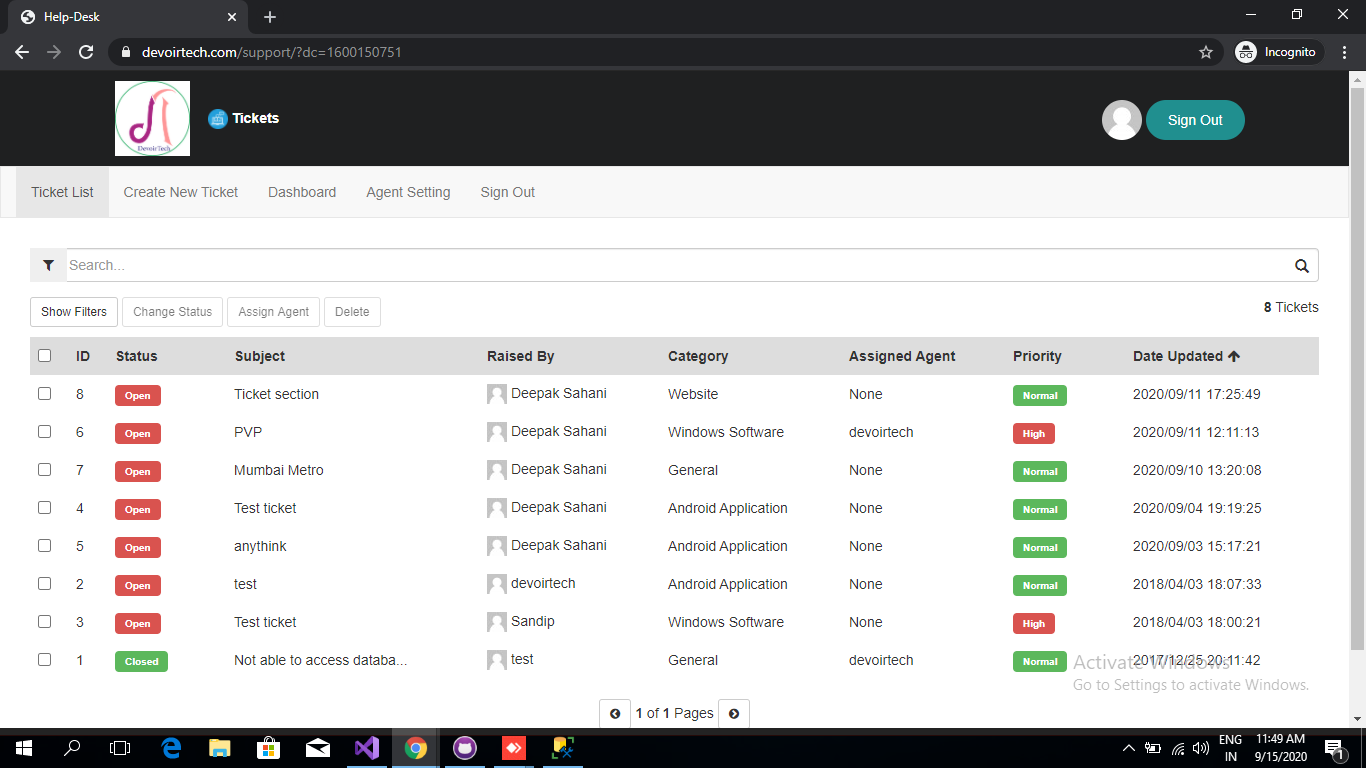 Help-Desk
devoirtech.com/support/?dc=1600150751
Incognito
DevoirTech
Tickets
Sign Out
Ticket List Create New Ticket Dashboard Agent Setting Sign Out
Search...
Show Filters Change Status Assign Agent Delete 8 Tickets
ID Status Subject Raised By Category Assigned Agent Priority Date Updated
8 Open Ticket section Deepak Sahani Website None Normal 2020/09/11 17:25:49
6 Open PVP Deepak Sahani Windows Software devoirtech High 2020/09/11 12:11:13
7 Open Mumbai Metro Deepak Sahani General None Normal 2020/09/10 13:20:08
4 Open Test ticket Deepak Sahani Android Application None Normal 2020/09/04 19:19:25
5 Open anythink Deepak Sahani Android Application None Normal 2020/09/03 15:17:21
2 Open test devoirtech Android Application None Normal 2018/04/03 18:07:33
3 Open Test ticket Sandip Windows Software None High 2018/04/03 18:00:21
1 Closed Not able to access databa... test General devoirtech Normal 2017/12/25 20:11:42
Activate Windows
Go to Settings to activate Windows.
1 of 1 Pages
ENG 11:49 AM
IN 9/15/2020
1